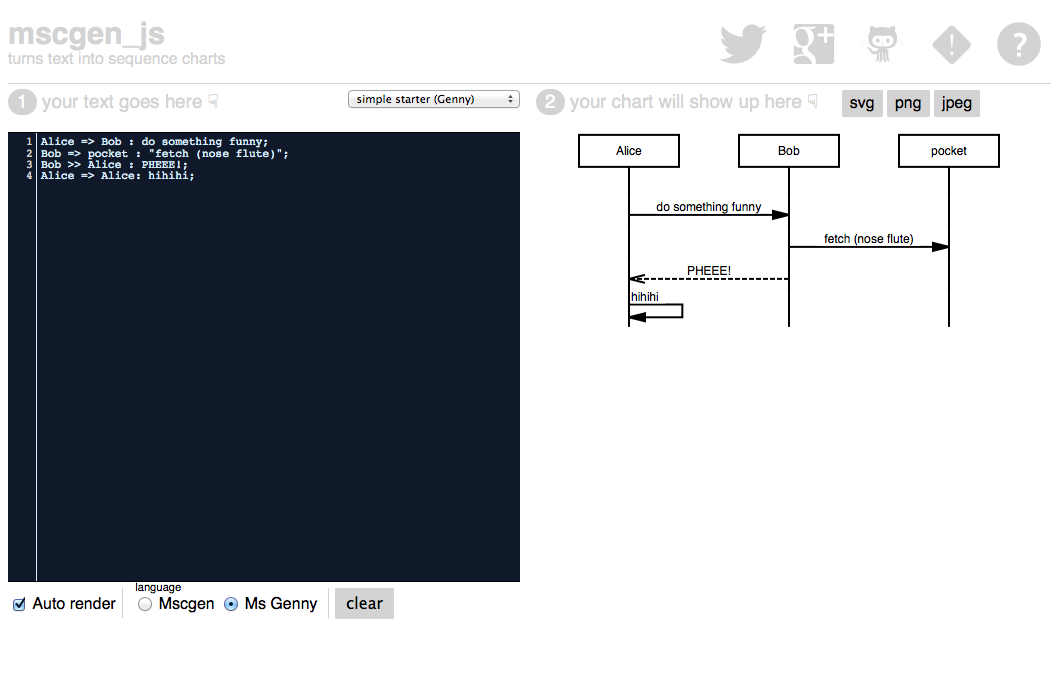 mscgen_js
turns text into sequence charts
! ?
1 your text goes here ☟
simple starter (Genny)
2 your chart will show up here ☟
svg png jpeg
1 Alice => Bob : do something funny;
2 Bob => pocket : "fetch (nose flute)";
3 Bob >> Alice : PHEEE!;
4 Alice => Alice: hihihi;
Alice Bob pocket
do something funny
fetch (nose flute)
PHEEE!
hihihi
language
Auto render Mscgen Ms Genny clear